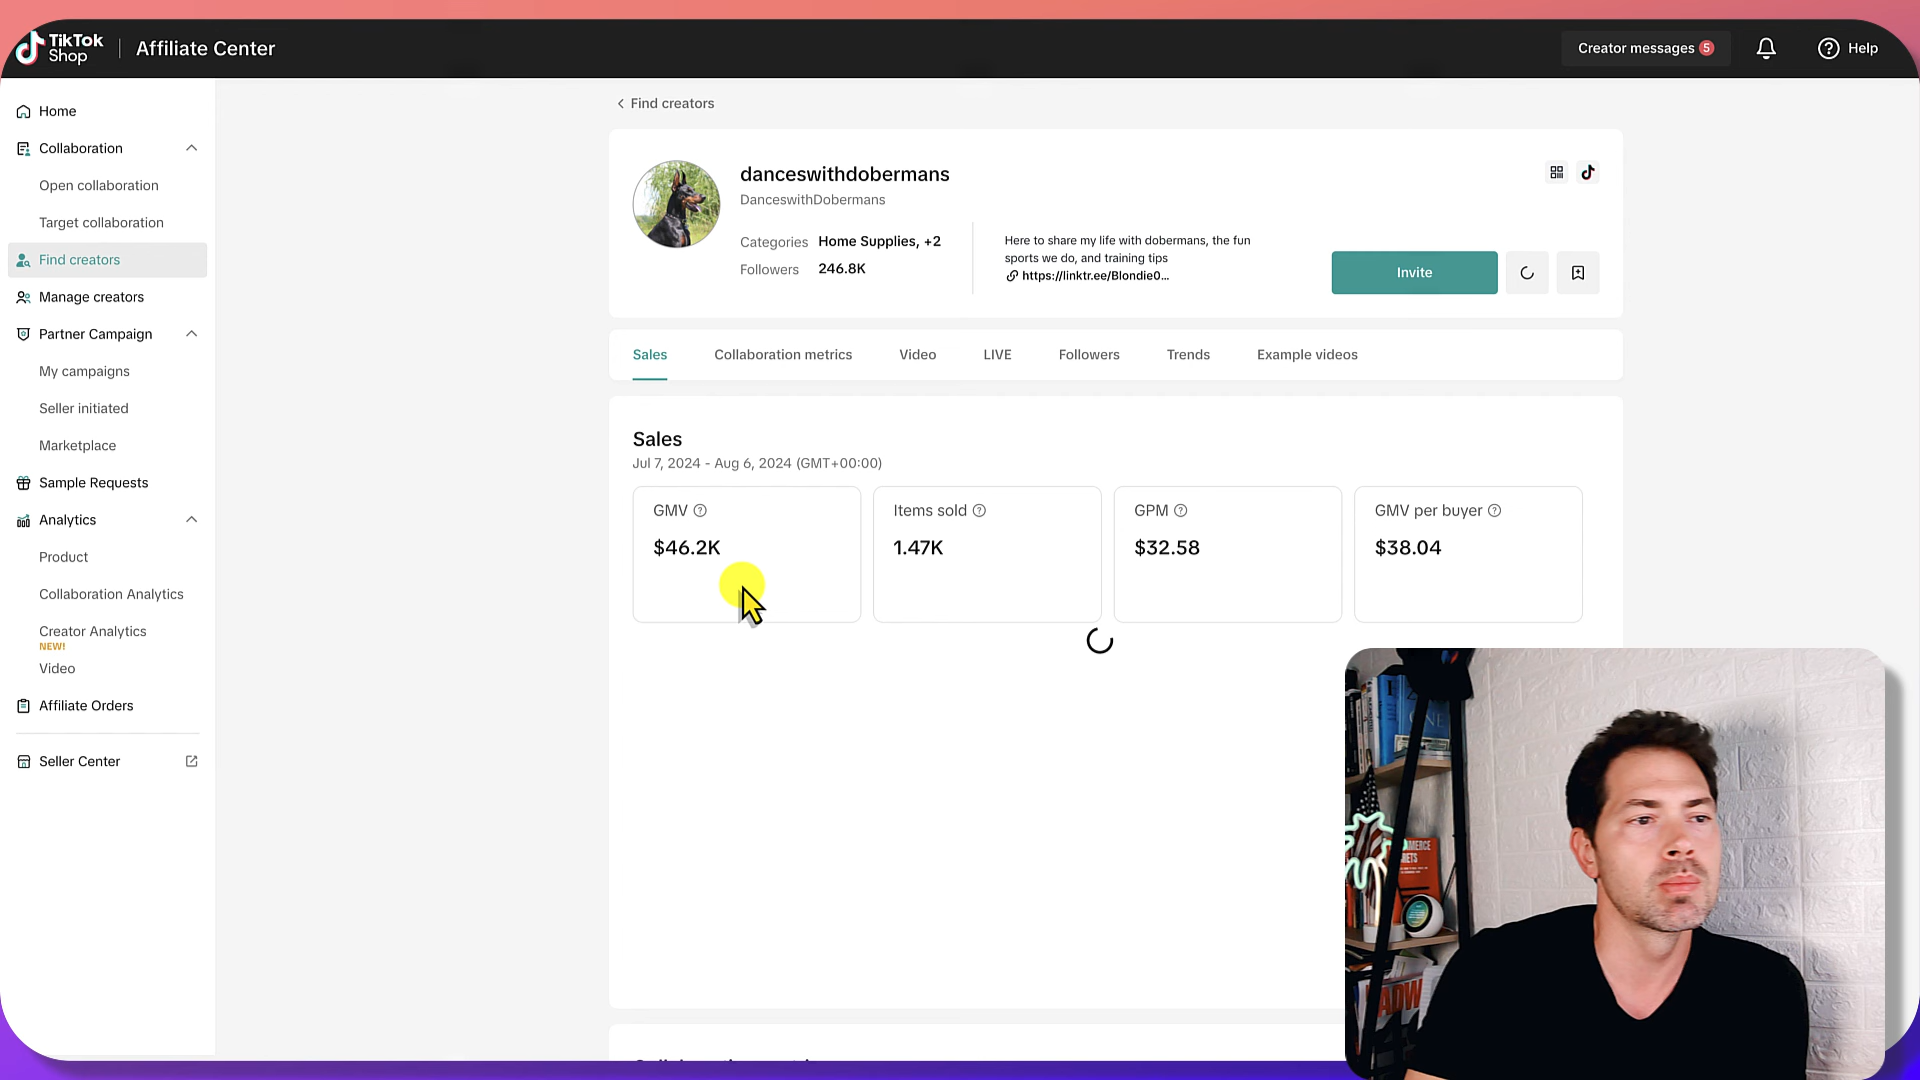 TikTok
Shop
Affiliate Center
Creator messages 5
Help
Home
Collaboration
Open collaboration
Target collaboration
Find creators
Manage creators
Partner Campaign
My campaigns
Seller initiated
Marketplace
Sample Requests
Analytics
Product
Collaboration Analytics
Creator Analytics
NEW!
Video
Affiliate Orders
Seller Center
Find creators
danceswithdobermans
DanceswithDobermans
Categories Home Supplies, +2
Followers 246.8K
Here to share my life with dobermans, the fun
sports we do, and training tips
https://linktr.ee/Blondie0...
Invite
Sales
Collaboration metrics
Video
LIVE
Followers
Trends
Example videos
Sales
Jul 7, 2024 - Aug 6, 2024 (GMT+00:00)
GMV
$46.2K
Items sold
1.47K
GPM
$32.58
GMV per buyer
$38.04